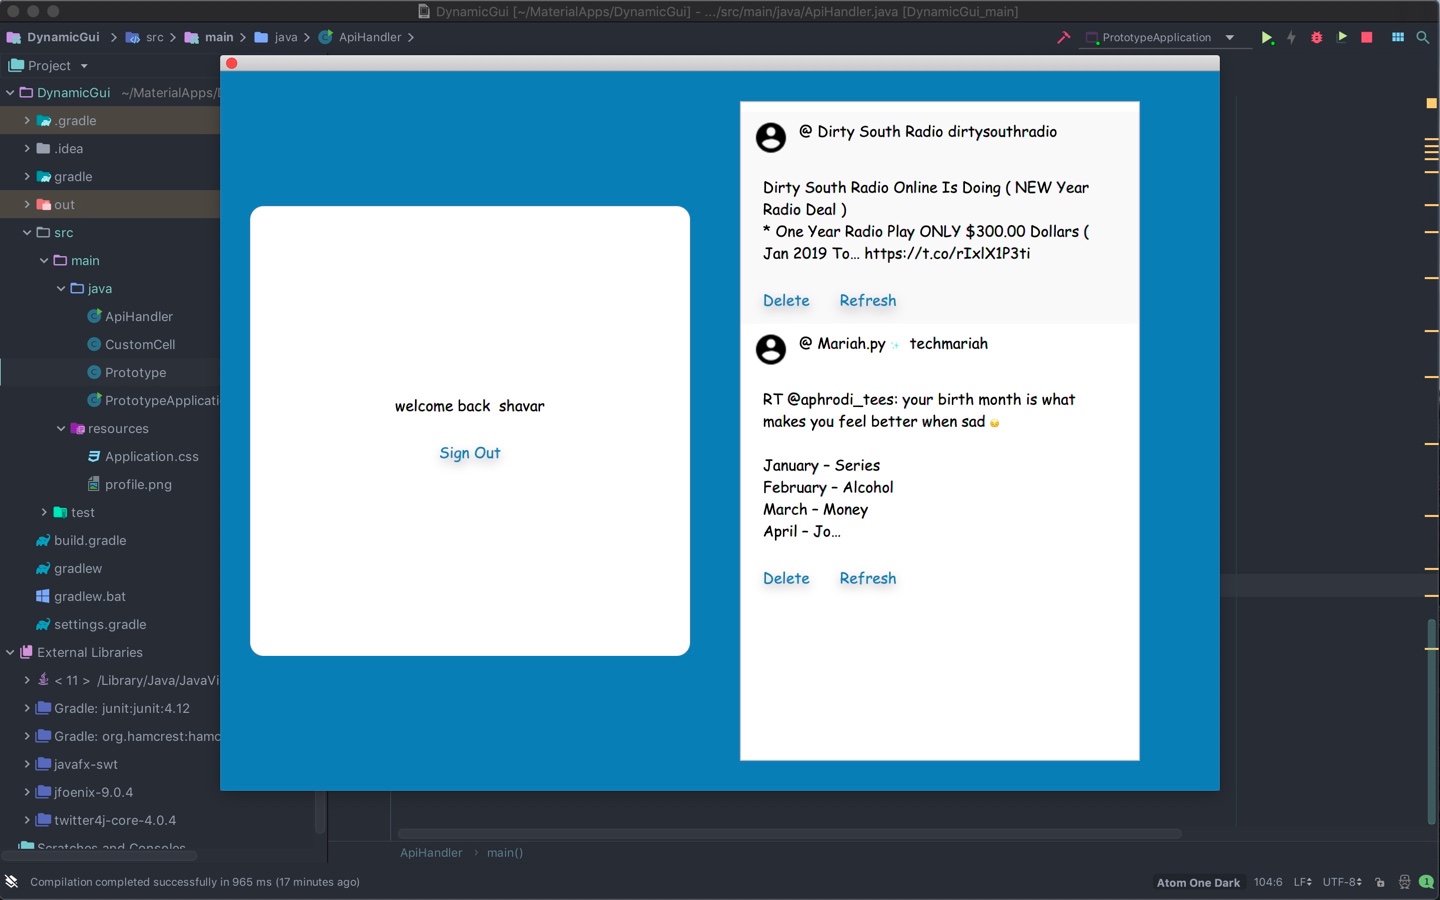 DynamicGui [~/MaterialApps/DynamicGui] - .../src/main/java/ApiHandler.java [DynamicGui_main]
DynamicGui
src
main
java
ApiHandler
PrototypeApplication
Project
DynamicGui ~/MaterialApps/
.gradle
.idea
gradle
out
src
main
java
ApiHandler
CustomCell
Prototype
PrototypeApplicati
resources
Application.css
profile.png
test
build.gradle
gradlew
gradlew.bat
settings.gradle
External Libraries
< 11 > /Library/Java/JavaVi
Gradle: junit:junit:4.12
Gradle: org.hamcrest:hamc
javafx-swt
jfoenix-9.0.4
twitter4j-core-4.0.4
Scratches and Consoles
welcome back shavar
Sign Out
@ Dirty South Radio dirtysouthradio
Dirty South Radio Online Is Doing ( NEW Year
Radio Deal )
* One Year Radio Play ONLY $300.00 Dollars (
Jan 2019 To… https://t.co/rIxlX1P3ti
Delete Refresh
@ Mariah.py✨ techmariah
RT @aphrodi_tees: your birth month is what
makes you feel better when sad
January – Series
February – Alcohol
March – Money
April – Jo…
Delete Refresh
ApiHandler › main()
Compilation completed successfully in 965 ms (17 minutes ago)
Atom One Dark 104:6 LF UTF-8 1